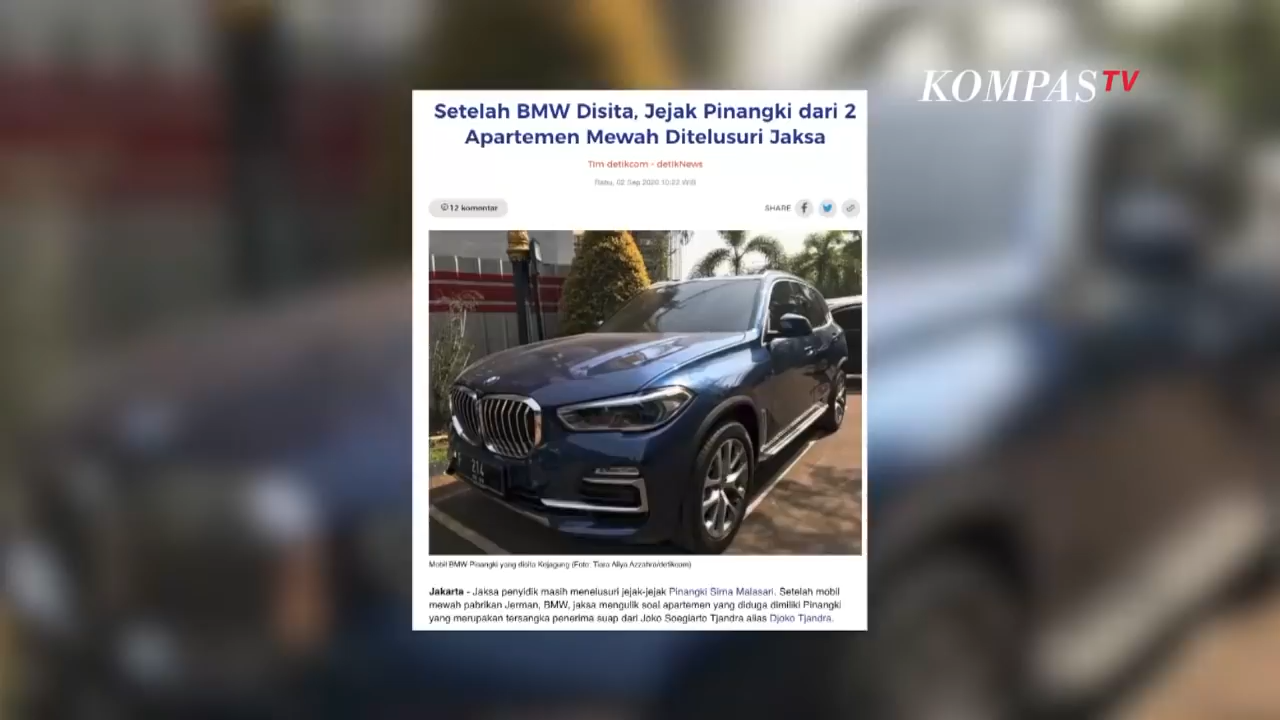 KOMPASTV
Setelah BMW Disita, Jejak Pinangki dari 2
Apartemen Mewah Ditelusuri Jaksa
Tim detikcom - detikNews
Rabu, 02 Sep 2020 10:22 WIB
12 komentar
SHARE
214
Mobil BMW Pinangki yang disita Kejagung (Foto: Tiara Aliya Azzahra/detikcom)
Jakarta - Jaksa penyidik masih menelusuri jejak-jejak Pinangki Sirna Malasari. Setelah mobil
mewah pabrikan Jerman, BMW, jaksa mengulik soal apartemen yang diduga dimiliki Pinangki
yang merupakan tersangka penerima suap dari Joko Soegiarto Tjandra alias Djoko Tjandra.